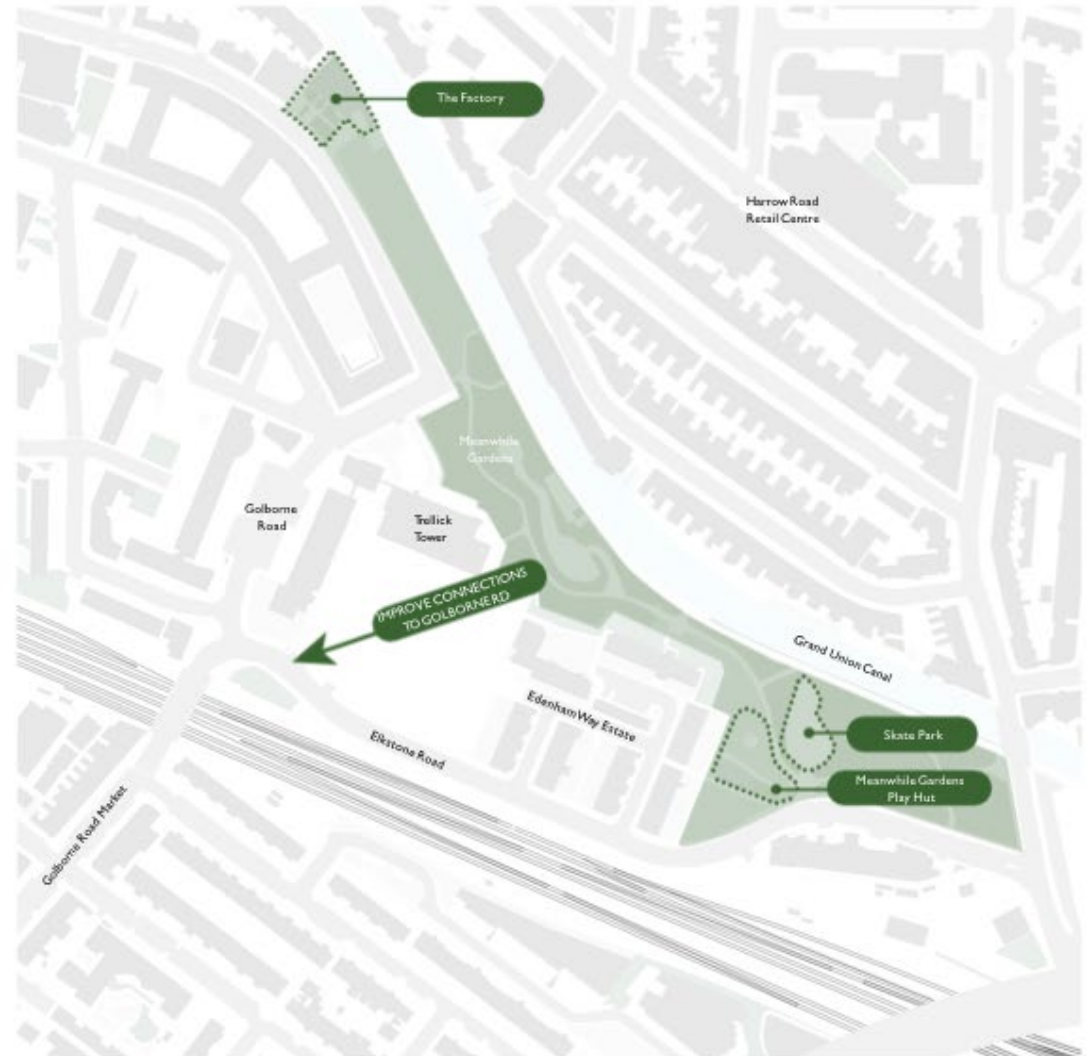 The Factory
Harrow Road
Retail Centre
Meanwhile
Gardens
Golborne
Road
Trellick
Tower
IMPROVE CONNECTIONS
TO GOLBORNE RD
Grand Union Canal
Edenham Way Estate
Skate Park
Elkstone Road
Meanwhile Gardens
Play Hut
Golborne Road Market